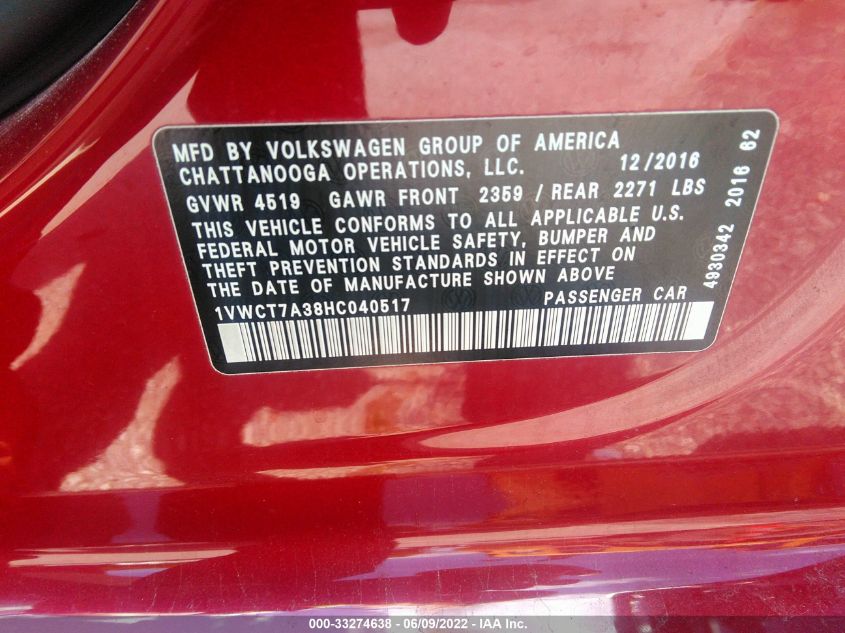 MFD BY VOLKSWAGEN GROUP OF AMERICA
CHATTANOOGA OPERATIONS, LLC. 12/2016
GVWR 4519 GAWR FRONT 2359 / REAR 2271 LBS
THIS VEHICLE CONFORMS TO ALL APPLICABLE U.S.
FEDERAL MOTOR VEHICLE SAFETY, BUMPER AND
THEFT PREVENTION STANDARDS IN EFFECT ON
THE DATE OF MANUFACTURE SHOWN ABOVE
1VWCT7A38HC040517 PASSENGER CAR
4930342 2016 62
000-33274638 - 06/09/2022 - IAA Inc.